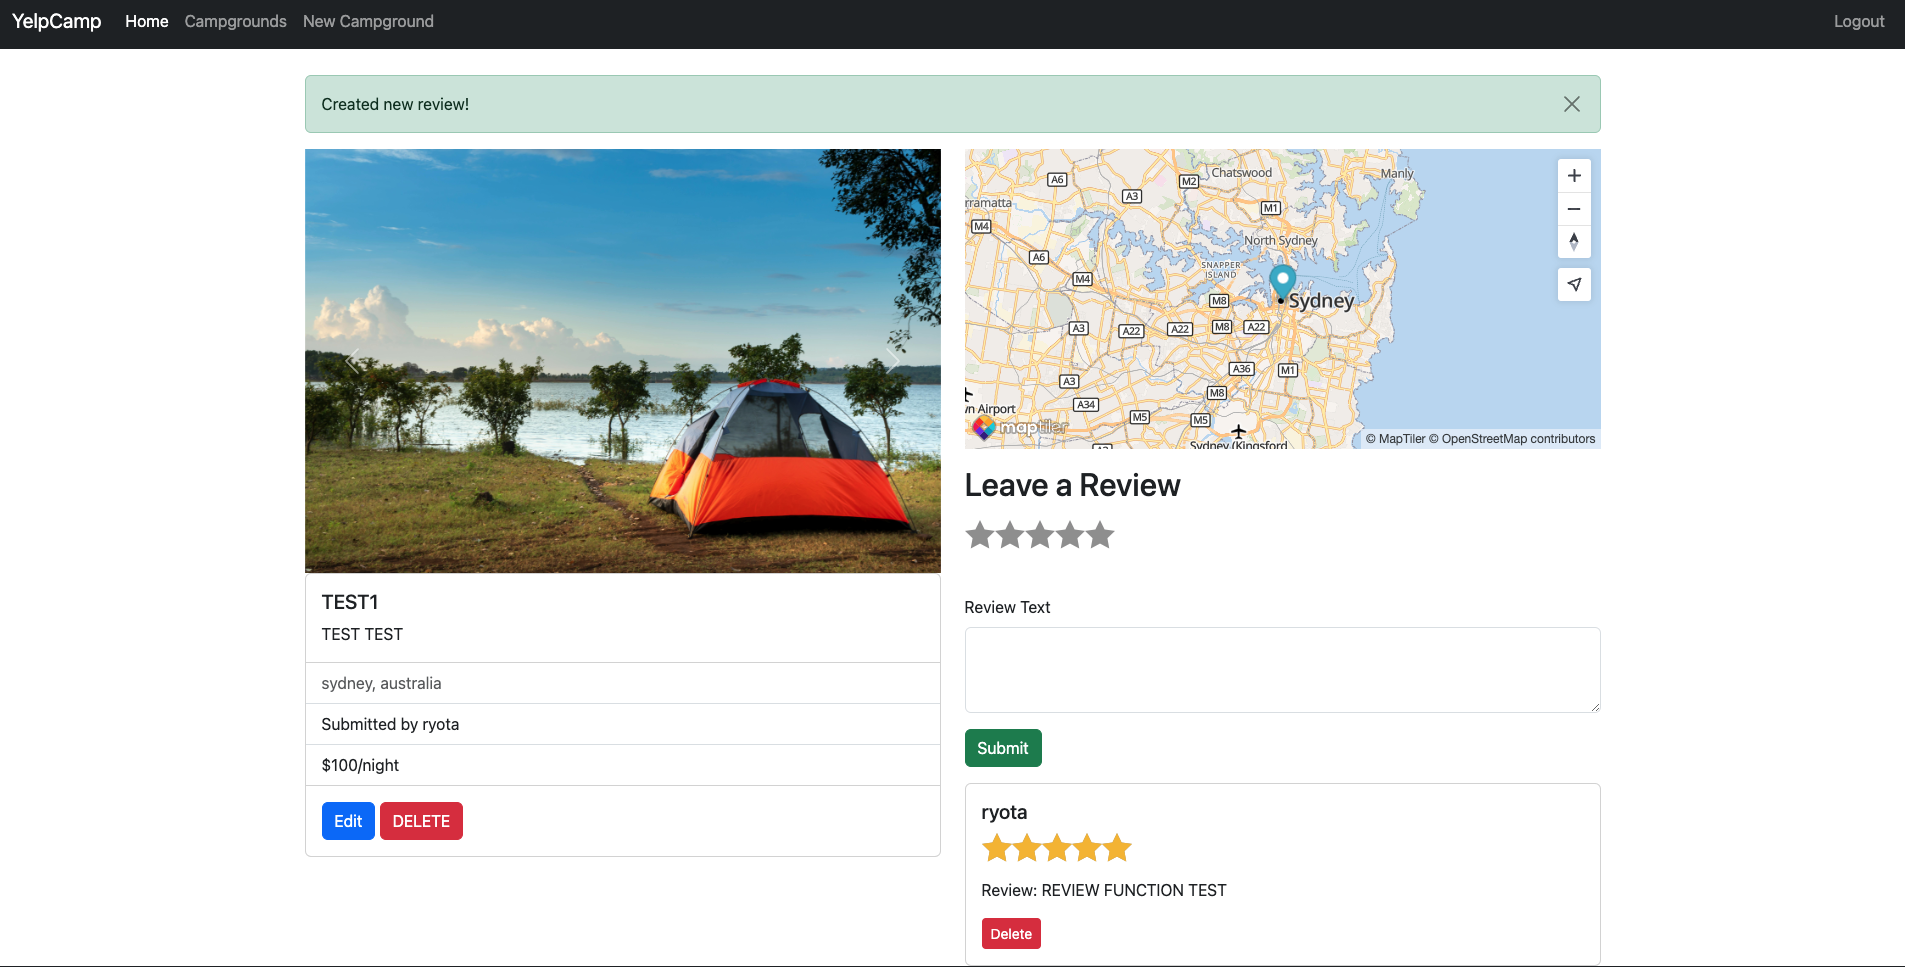 YelpCamp Home Campgrounds New Campground Logout
Created new review!
TEST1
TEST TEST
sydney, australia
Submitted by ryota
$100/night
Edit DELETE
Chatswood
Manly
A6
M2
A3
rramatta
M1
M4
North Sydney
A6
SNAPPER
ISLAND
M4
M8
Sydney
A3
A22
A22
M8
A22
A36
M1
A3
M8
A34
vn Airport
M5
M5
maptiler
Sydney (Kingsford
© MapTiler © OpenStreetMap contributors
Leave a Review
Review Text
Submit
ryota
Review: REVIEW FUNCTION TEST
Delete